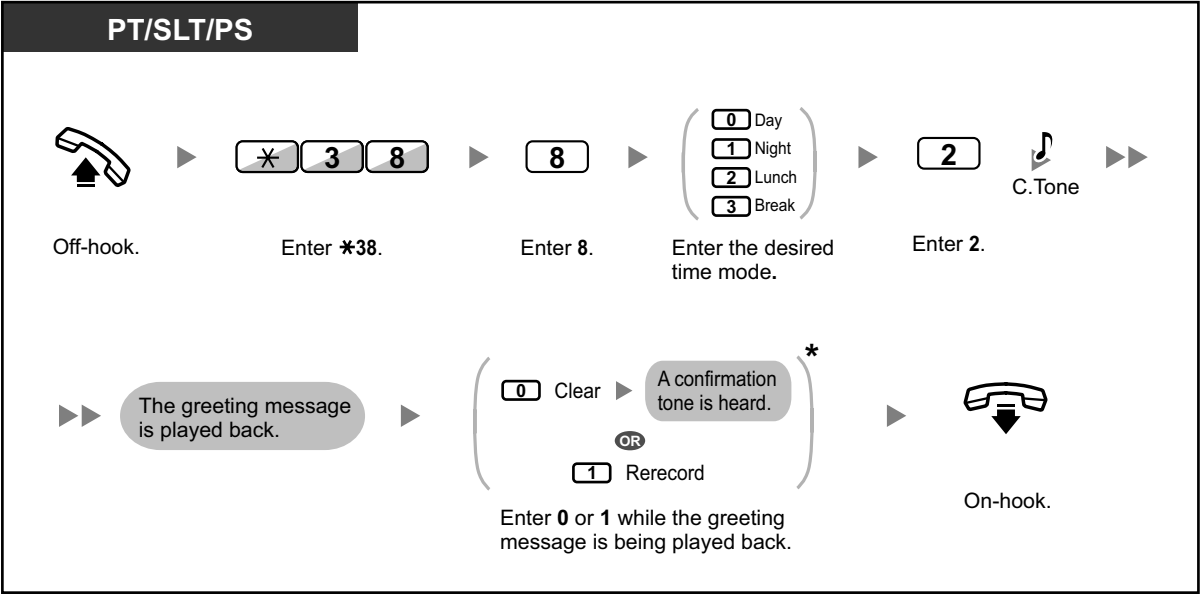 PT/SLT/PS
0 Day
1 Night
2 Lunch
3 Break
* 3 8
8
2
C.Tone
Off-hook.
Enter *38.
Enter 8.
Enter the desired
time mode.
Enter 2.
The greeting message
is played back.
0 Clear
A confirmation
tone is heard.
*
OR
1 Rerecord
Enter 0 or 1 while the greeting
message is being played back.
On-hook.